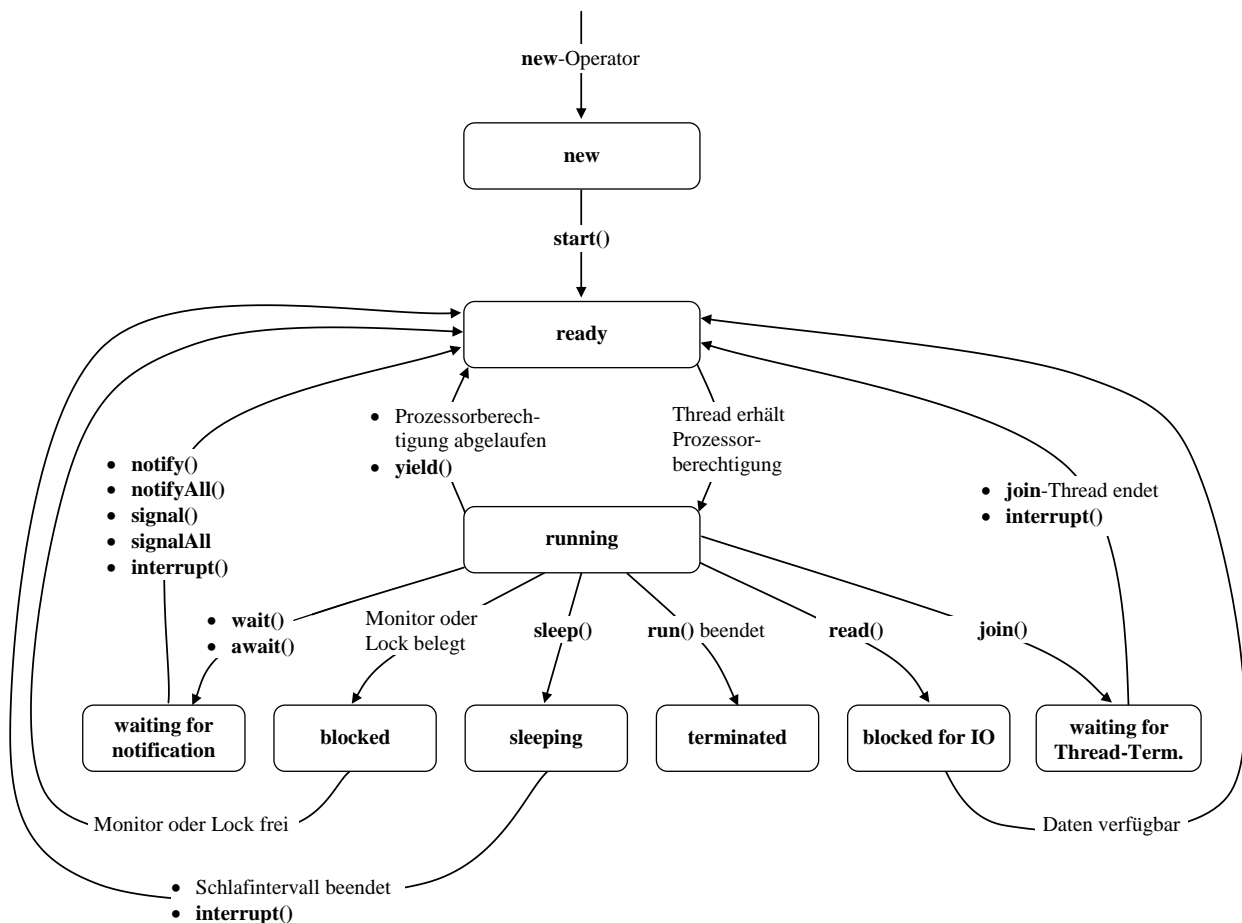 new-Operator
new
start()
ready
• Prozessorberech-
tigung abgelaufen
• yield()
Thread erhält
Prozessor-
berechtigung
• notify()
• notifyAll()
• signal()
• signalAll
• interrupt()
• join-Thread endet
• interrupt()
running
• wait()
• await()
Monitor oder
Lock belegt
sleep()
run() beendet
read()
join()
waiting for
notification
blocked
sleeping
terminated
blocked for IO
waiting for
Thread-Term.
Monitor oder Lock frei
Daten verfügbar
• Schlafintervall beendet
• interrupt()